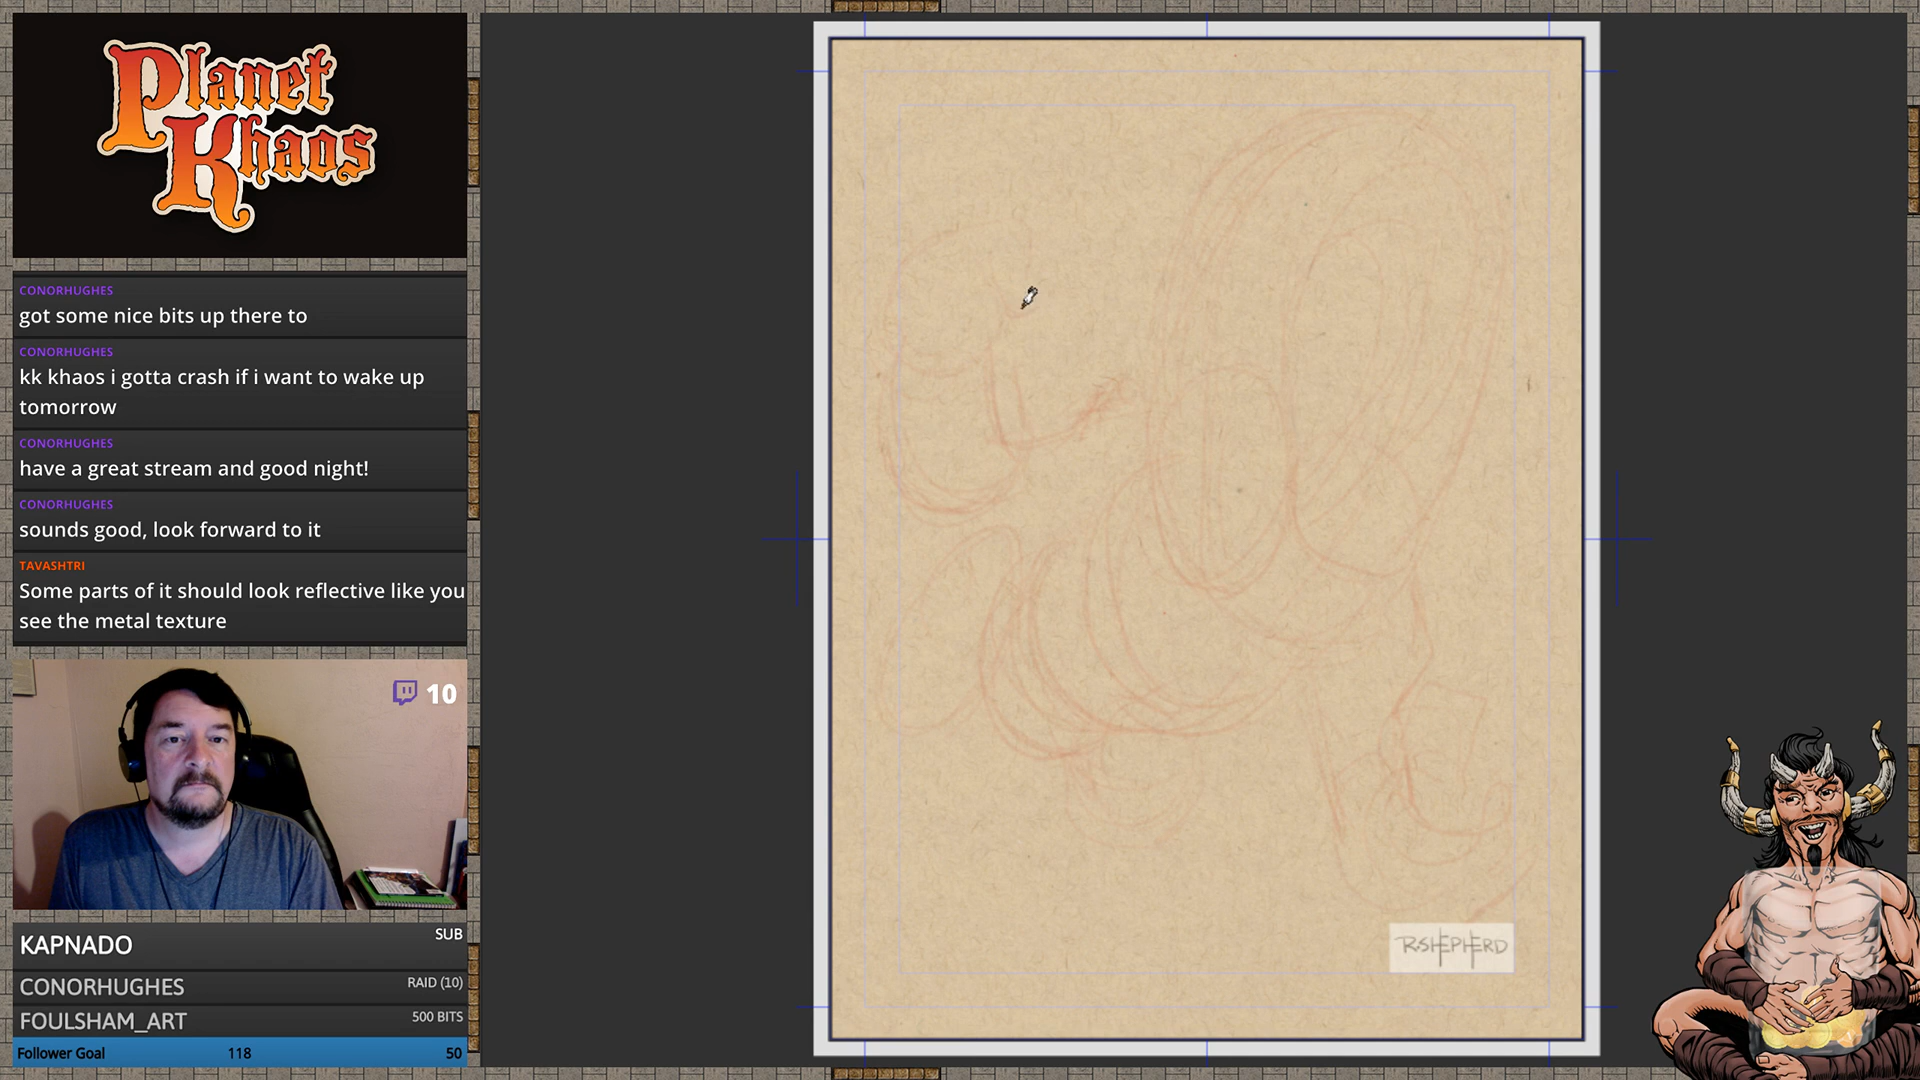 Planet
Khaos
CONORHUGHES
got some nice bits up there to
CONORHUGHES
kk khaos i gotta crash if i want to wake up
tomorrow
CONORHUGHES
have a great stream and good night!
CONORHUGHES
sounds good, look forward to it
TAVASHTRI
Some parts of it should look reflective like you
see the metal texture
10
KAPNADO SUB
CONORHUGHES RAID (10)
FOULSHAM_ART 500 BITS
Follower Goal 118 50
R.SHEPHERD